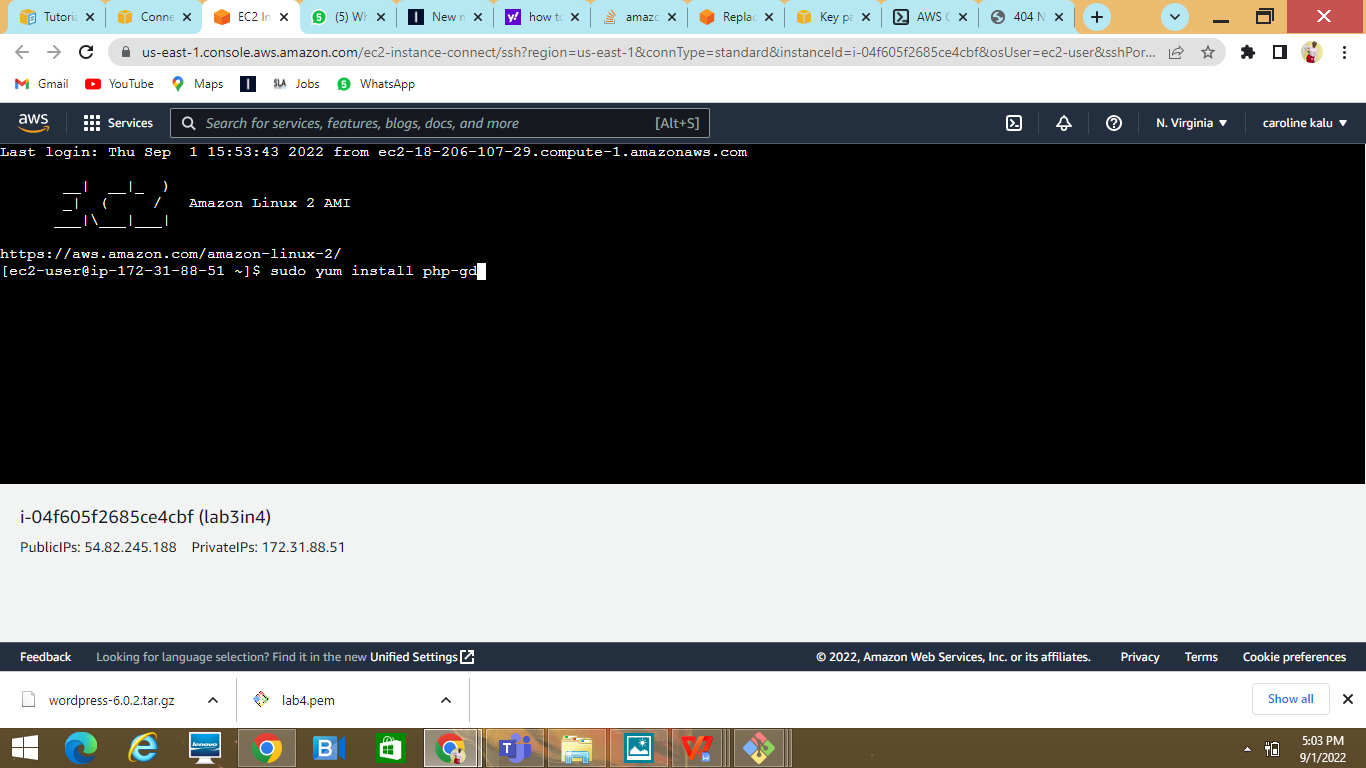 Tutoria
Conne
EC2 In
(5) Wh
New n
how to
amazo
Replac
Key pa
AWS C
404 N
us-east-1.console.aws.amazon.com/ec2-instance-connect/ssh?region=us-east-1&connType=standard&instanceId=i-04f605f2685ce4cbf&osUser=ec2-user&sshPor...
Gmail YouTube Maps SLA Jobs WhatsApp
aws Services Search for services, features, blogs, docs, and more [Alt+S] N. Virginia caroline kalu
Last login: Thu Sep  1 15:53:43 2022 from ec2-18-206-107-29.compute-1.amazonaws.com
       __|  __|_  )
       _|  (     /   Amazon Linux 2 AMI
      ___|\___|___|
https://aws.amazon.com/amazon-linux-2/
[ec2-user@ip-172-31-88-51 ~]$ sudo yum install php-gd
i-04f605f2685ce4cbf (lab3in4)
PublicIPs: 54.82.245.188 PrivateIPs: 172.31.88.51
Feedback Looking for language selection? Find it in the new Unified Settings © 2022, Amazon Web Services, Inc. or its affiliates. Privacy Terms Cookie preferences
wordpress-6.0.2.tar.gz lab4.pem Show all
lenovo
5:03 PM
9/1/2022